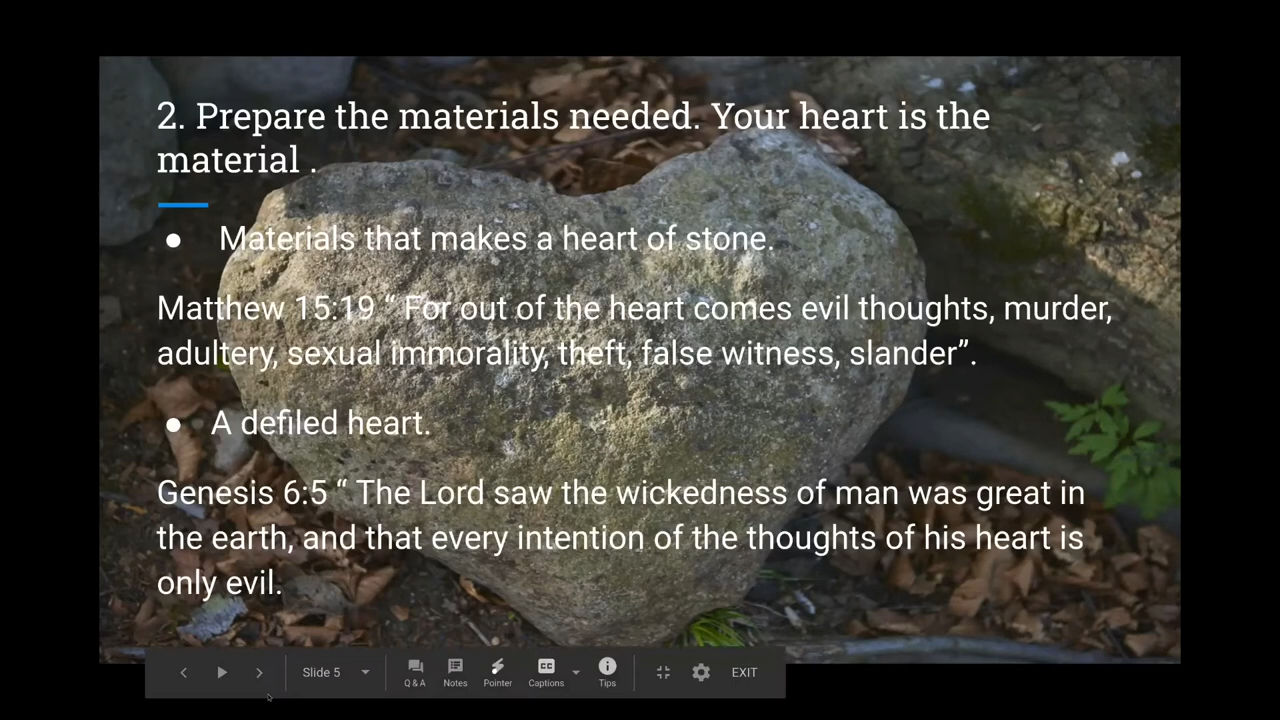 2. Prepare the materials needed. Your heart is the
material .
● Materials that makes a heart of stone.
Matthew 15:19 “ For out of the heart comes evil thoughts, murder,
adultery, sexual immorality, theft, false witness, slander”.
● A defiled heart.
Genesis 6:5 “ The Lord saw the wickedness of man was great in
the earth, and that every intention of the thoughts of his heart is
only evil.
Slide 5 Q & A Notes Pointer Captions Tips EXIT